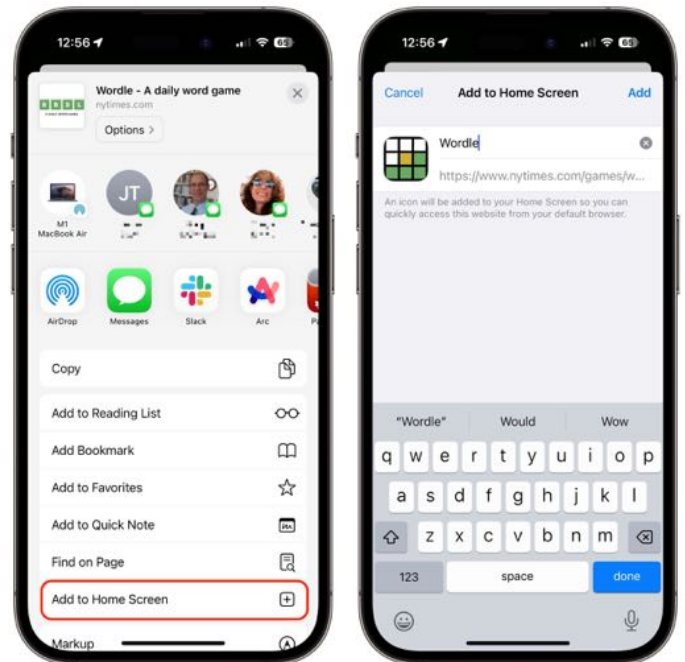 12:56
65
Wordle - A daily word game
nytimes.com
Options >
JT
M1
MacBook Air
AirDrop
Messages
Slack
Arc
Copy
Add to Reading List
Add Bookmark
Add to Favorites
Add to Quick Note
Find on Page
Add to Home Screen
Markup
12:56
65
Cancel
Add to Home Screen
Add
Wordle
https://www.nytimes.com/games/w...
An icon will be added to your Home Screen so you can
quickly access this website from your default browser.
"Wordle" Would Wow
q w e r t y u i o p
a s d f g h j k l
z x c v b n m
123 space done